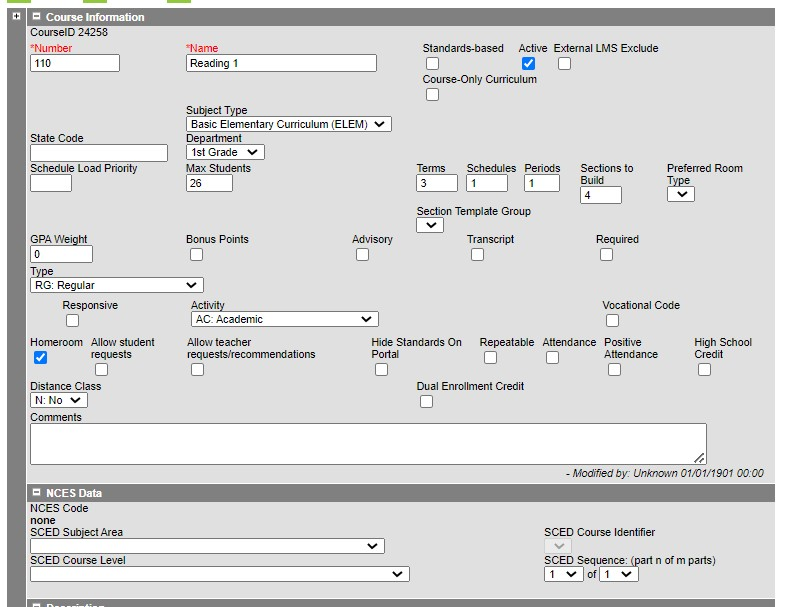 Course Information
CourseID 24258
*Number *Name Standards-based Active External LMS Exclude
110 Reading 1
Course-Only Curriculum
Subject Type
Basic Elementary Curriculum (ELEM)
State Code Department
1st Grade
Schedule Load Priority Max Students Terms Schedules Periods Sections to Build Preferred Room Type
26 3 1 1 4
Section Template Group
GPA Weight Bonus Points Advisory Transcript Required
0
Type
RG: Regular
Responsive Activity Vocational Code
AC: Academic
Homeroom Allow student requests Allow teacher requests/recommendations Hide Standards On Portal Repeatable Attendance Positive Attendance High School Credit
Distance Class Dual Enrollment Credit
N: No
Comments
- Modified by: Unknown 01/01/1901 00:00
NCES Data
NCES Code
none
SCED Subject Area SCED Course Identifier
SCED Course Level SCED Sequence: (part n of m parts)
1 of 1
Description